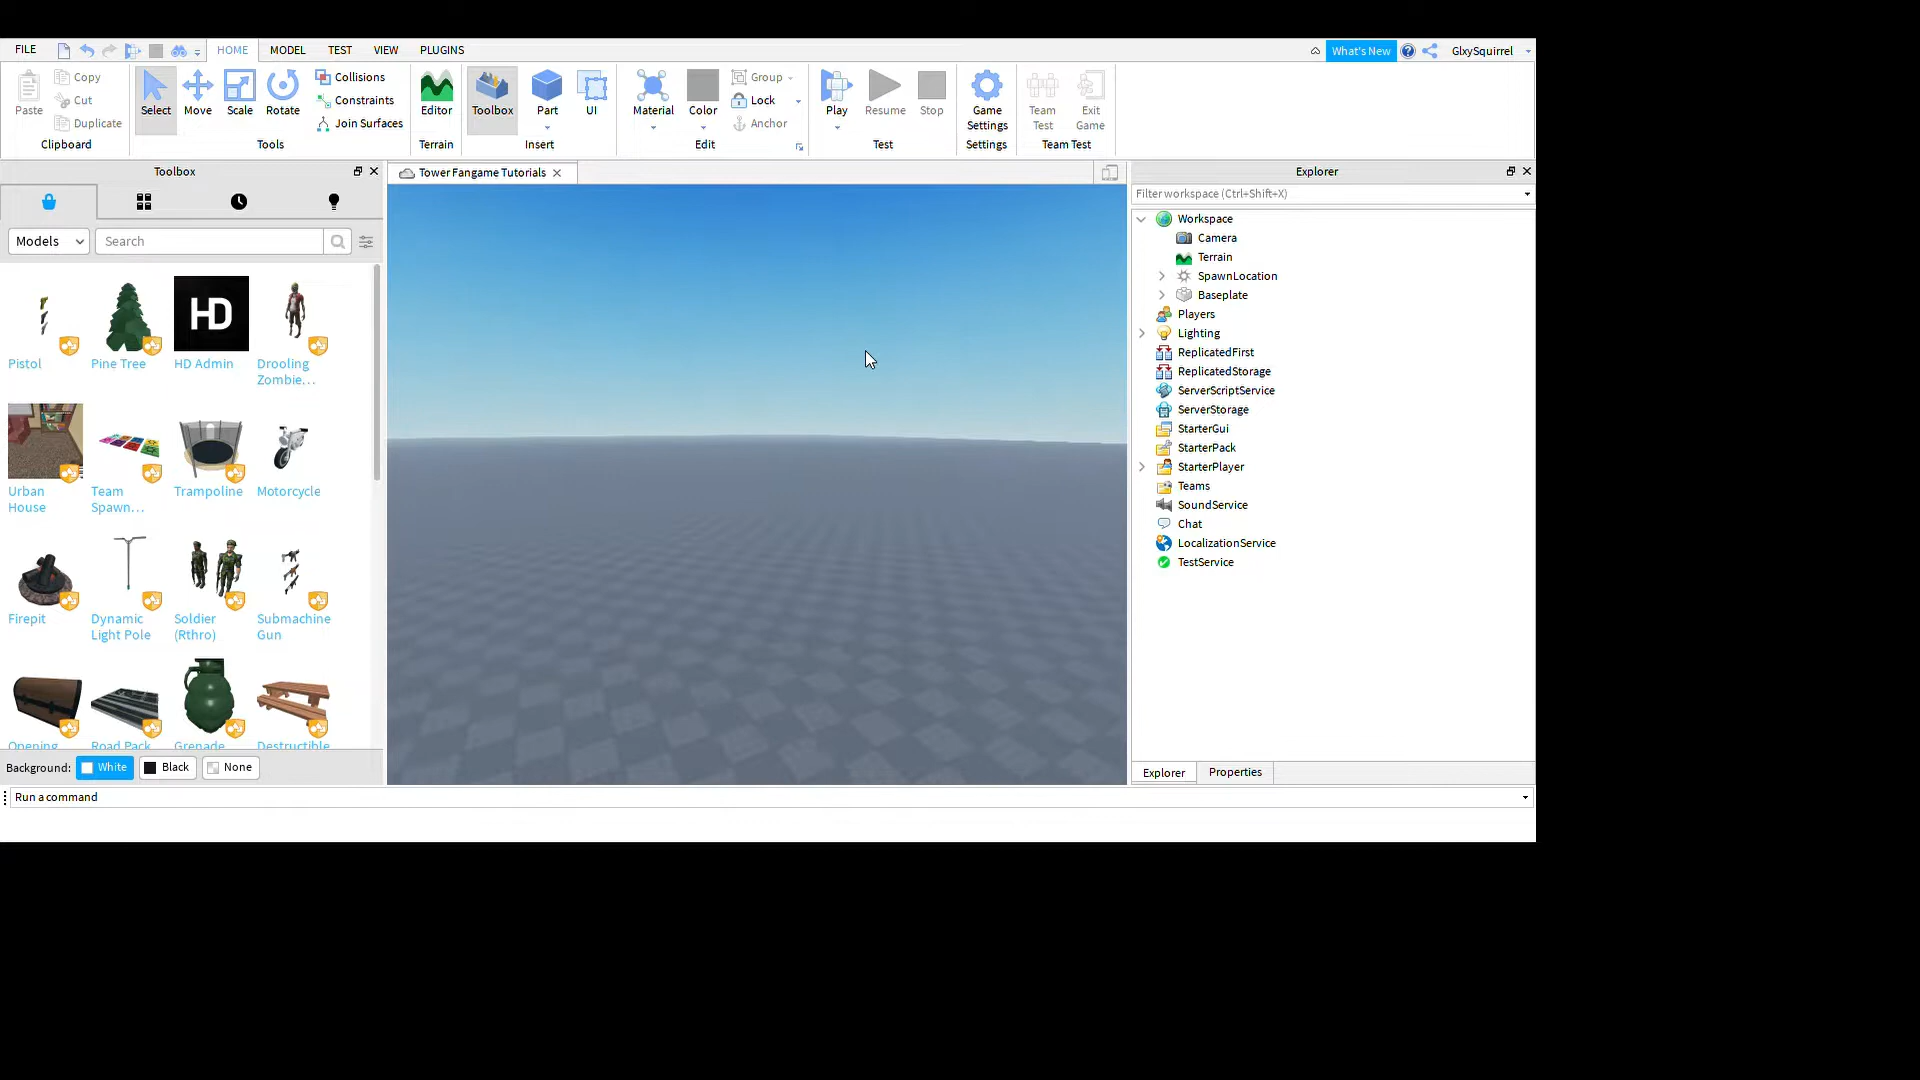 FILE HOME MODEL TEST VIEW PLUGINS What's New GlxySquirrel
Paste Copy Cut Duplicate
Clipboard
Select Move Scale Rotate Collisions Constraints Join Surfaces
Tools
Editor
Terrain
Toolbox Part UI
Insert
Material Color Group Lock Anchor
Edit
Play Resume Stop
Test
Game Settings
Settings
Team Test Exit Game
Team Test
Toolbox
Models Search
Pistol Pine Tree HD Admin Drooling Zombie...
Urban House Team Spawn... Trampoline Motorcycle
Firepit Dynamic Light Pole Soldier (Rthro) Submachine Gun
Opening Road Pack Grenade Destructible
Background: White Black None
Tower Fangame Tutorials
Explorer
Filter workspace (Ctrl+Shift+X)
Workspace
Camera
Terrain
SpawnLocation
Baseplate
Players
Lighting
ReplicatedFirst
ReplicatedStorage
ServerScriptService
ServerStorage
StarterGui
StarterPack
StarterPlayer
Teams
SoundService
Chat
LocalizationService
TestService
Explorer Properties
Run a command
HD